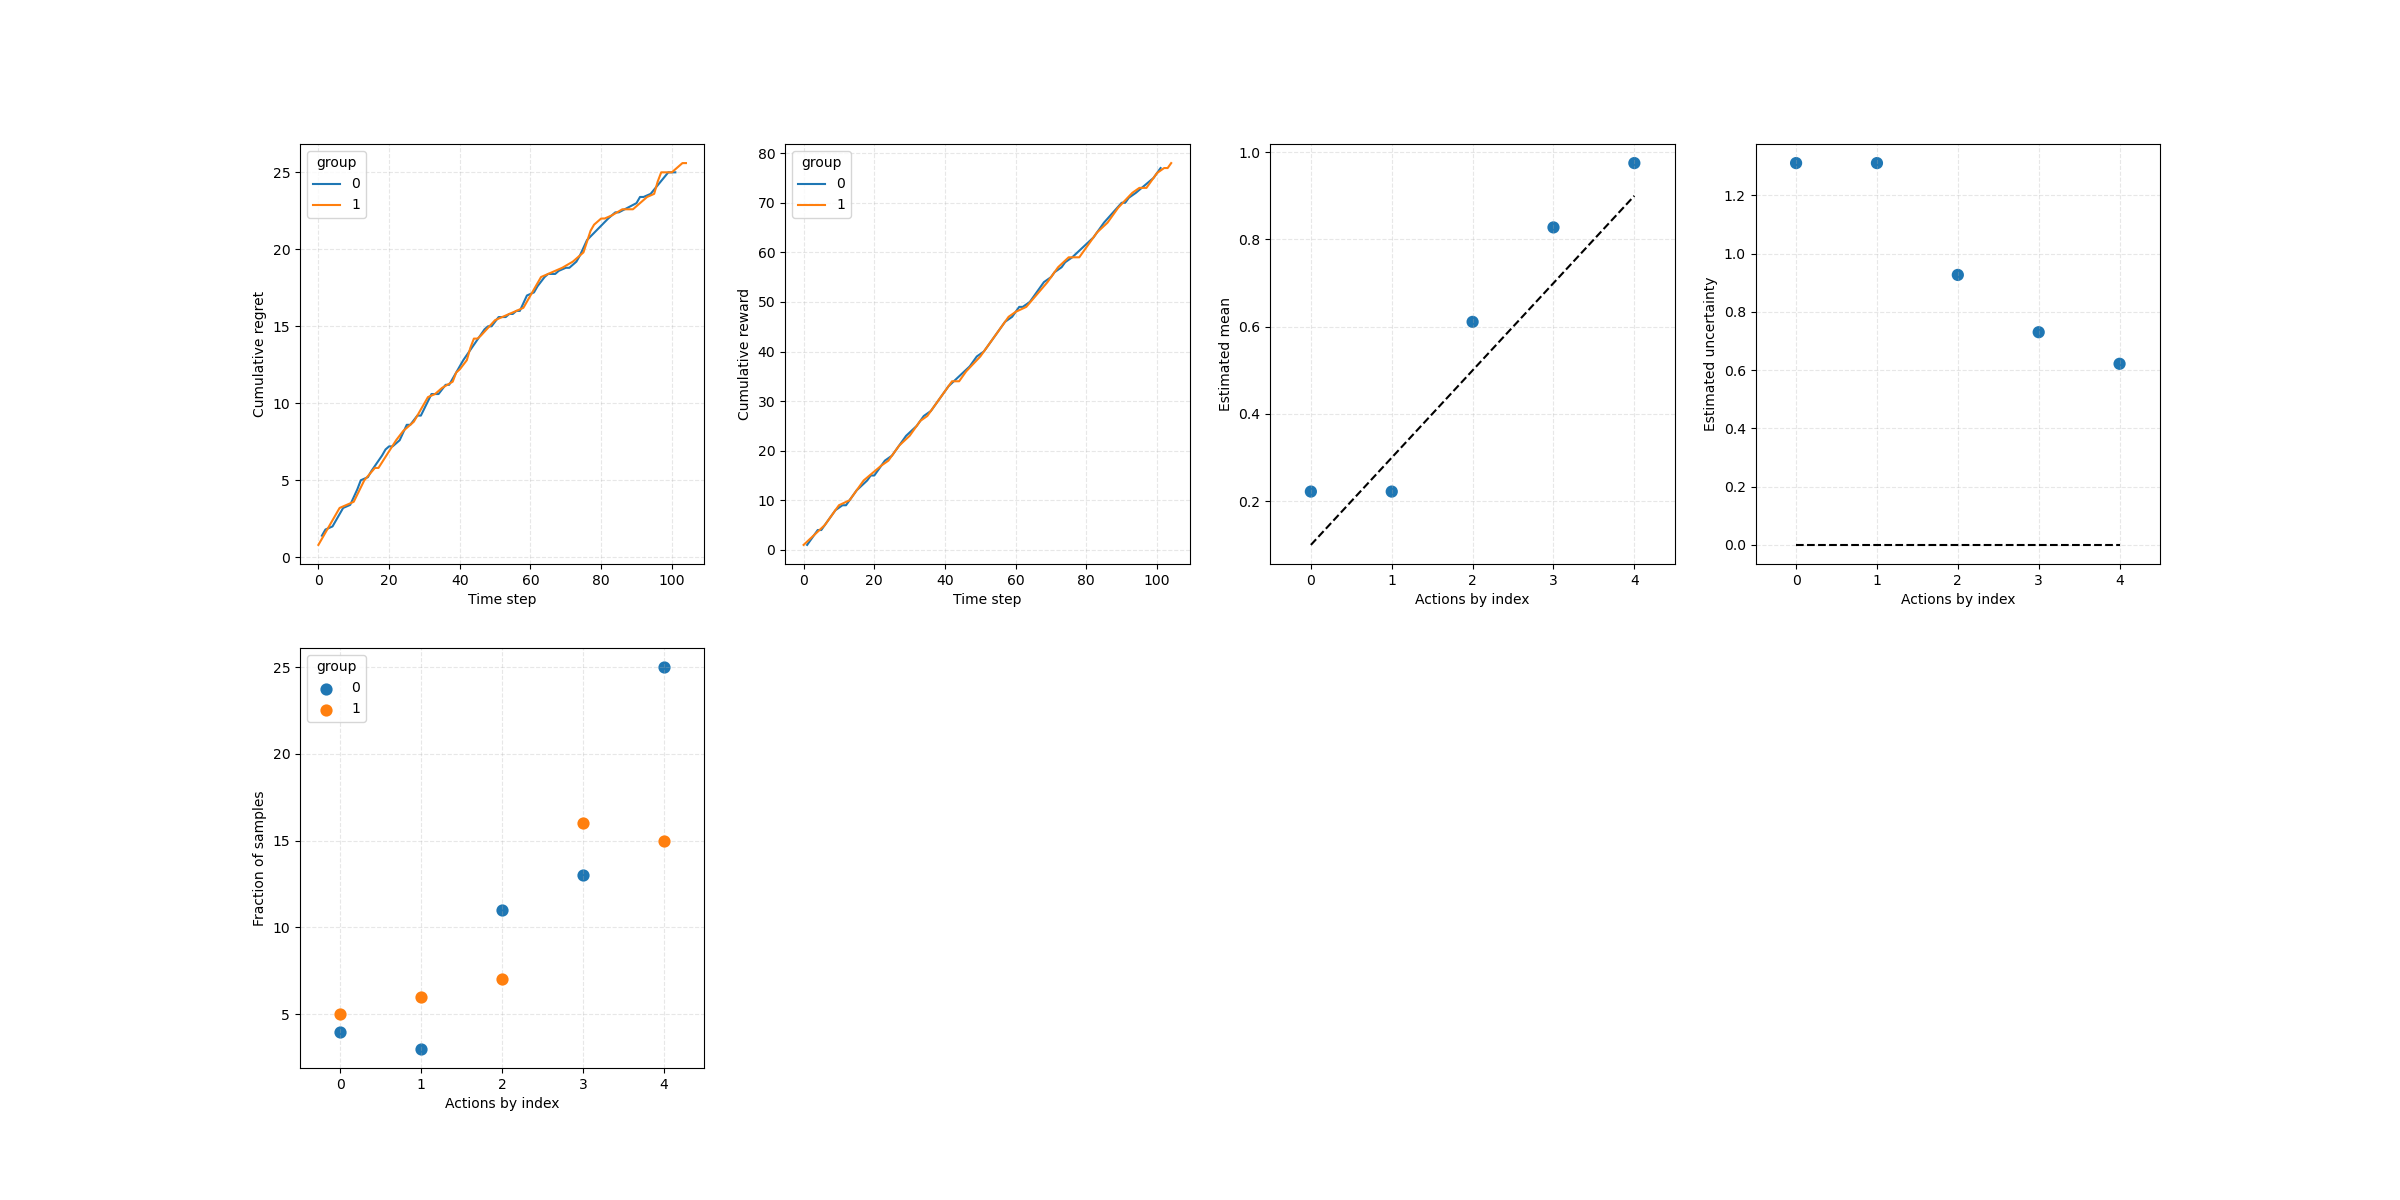 group
0
1
25
20
15
10
5
0
Cumulative regret
0 20 40 60 80 100
Time step
group
0
1
80
70
60
50
40
30
20
10
0
Cumulative reward
0 20 40 60 80 100
Time step
1.0
0.8
0.6
0.4
0.2
Estimated mean
0 1 2 3 4
Actions by index
1.2
1.0
0.8
0.6
0.4
0.2
0.0
Estimated uncertainty
0 1 2 3 4
Actions by index
group
0
1
25
20
15
10
5
Fraction of samples
0 1 2 3 4
Actions by index